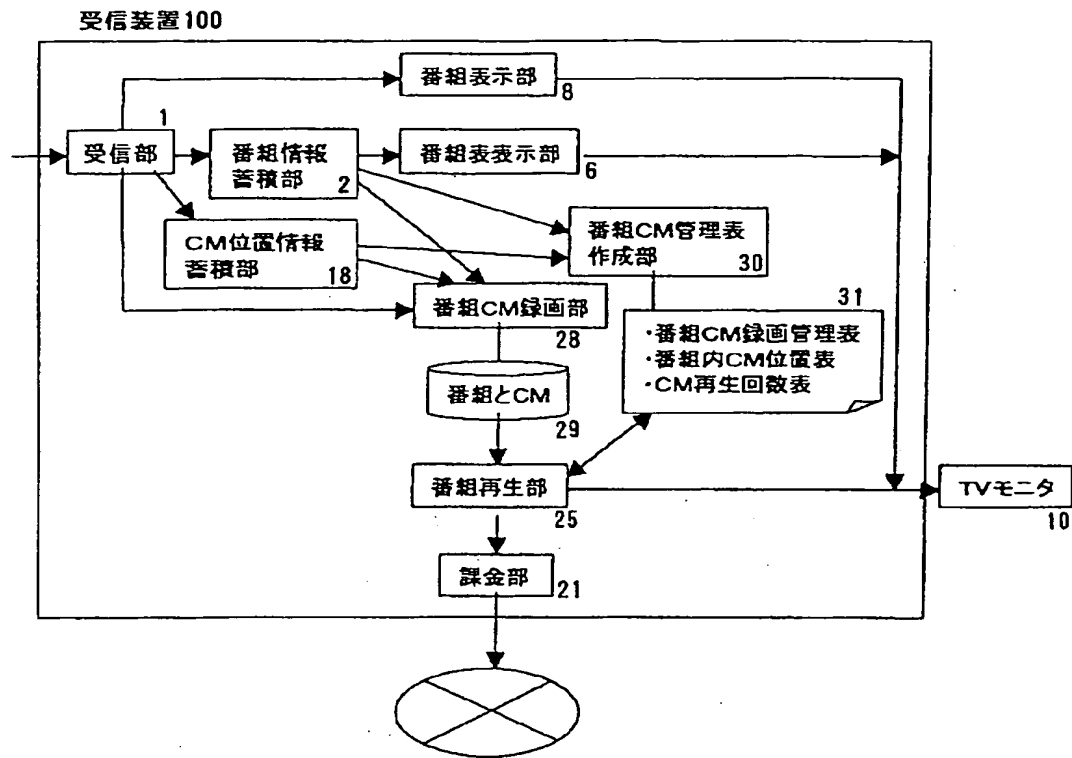 受信装置100
番組表示部
8
1
受信部
番組情報
蓄積部
2
番組表表示部
6
CM位置情報
蓄積部
18
番組CM管理表
作成部
30
番組CM録画部
28
31
・番組CM録画管理表
・番組内CM位置表
・CM再生回数表
番組とCM
29
番組再生部
25
TVモニタ
10
課金部
21